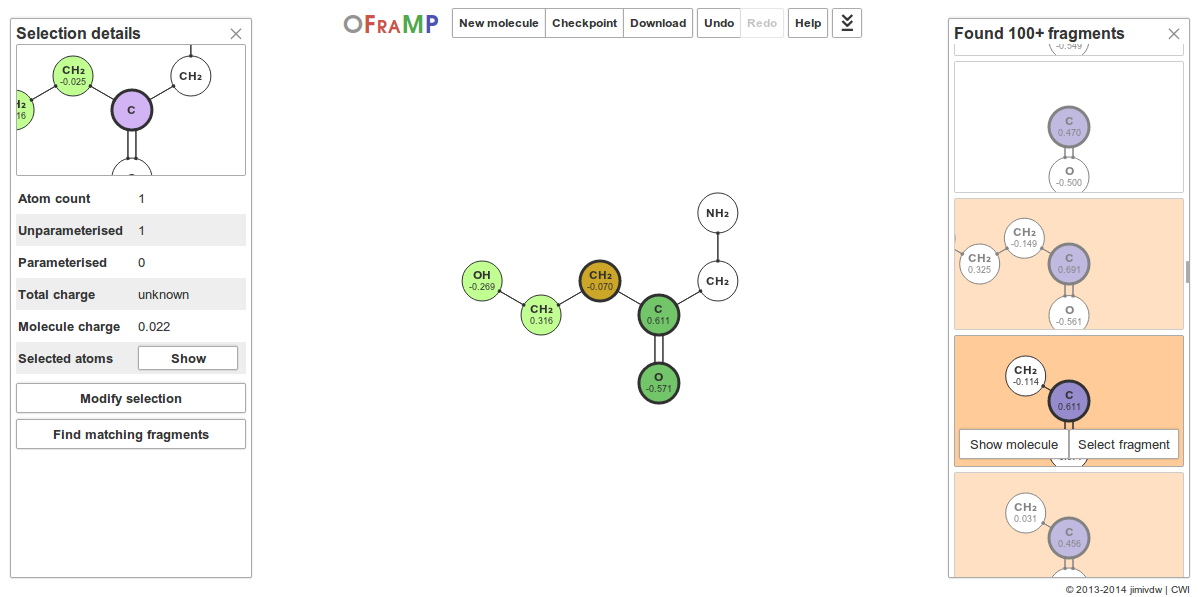 Selection details
CH₂
-0.025
CH₂
H₂
16
C
Atom count 1
Unparameterised 1
Parameterised 0
Total charge unknown
Molecule charge 0.022
Selected atoms Show
Modify selection
Find matching fragments
OFRAMP New molecule Checkpoint Download Undo Redo Help
NH₂
OH
-0.269
CH₂
-0.070
CH₂
CH₂
0.316
C
0.611
O
-0.571
Found 100+ fragments
-0.549
C
0.470
O
-0.500
CH₂
-0.149
CH₂
0.325
C
0.691
O
-0.561
CH₂
-0.114
C
0.611
Show molecule Select fragment
CH₂
0.031
C
0.456
© 2013-2014 jimivdw | CWI